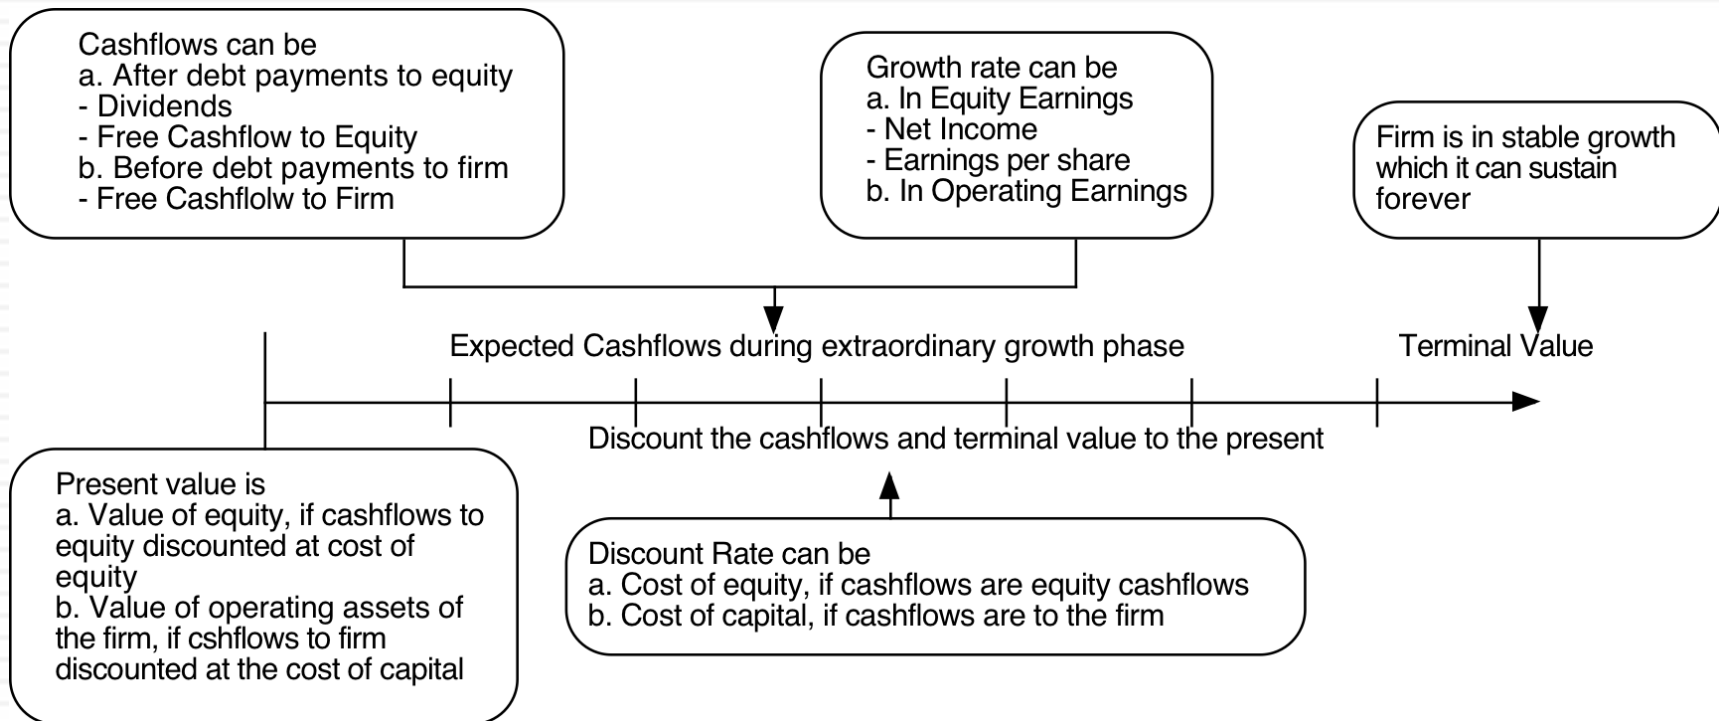 Cashflows can be
a. After debt payments to equity
- Dividends
- Free Cashflow to Equity
b. Before debt payments to firm
- Free Cashflolw to Firm
Growth rate can be
a. In Equity Earnings
- Net Income
- Earnings per share
b. In Operating Earnings
Firm is in stable growth
which it can sustain
forever
Expected Cashflows during extraordinary growth phase
Terminal Value
Discount the cashflows and terminal value to the present
Present value is
a. Value of equity, if cashflows to
equity discounted at cost of
equity
b. Value of operating assets of
the firm, if cshflows to firm
discounted at the cost of capital
Discount Rate can be
a. Cost of equity, if cashflows are equity cashflows
b. Cost of capital, if cashflows are to the firm